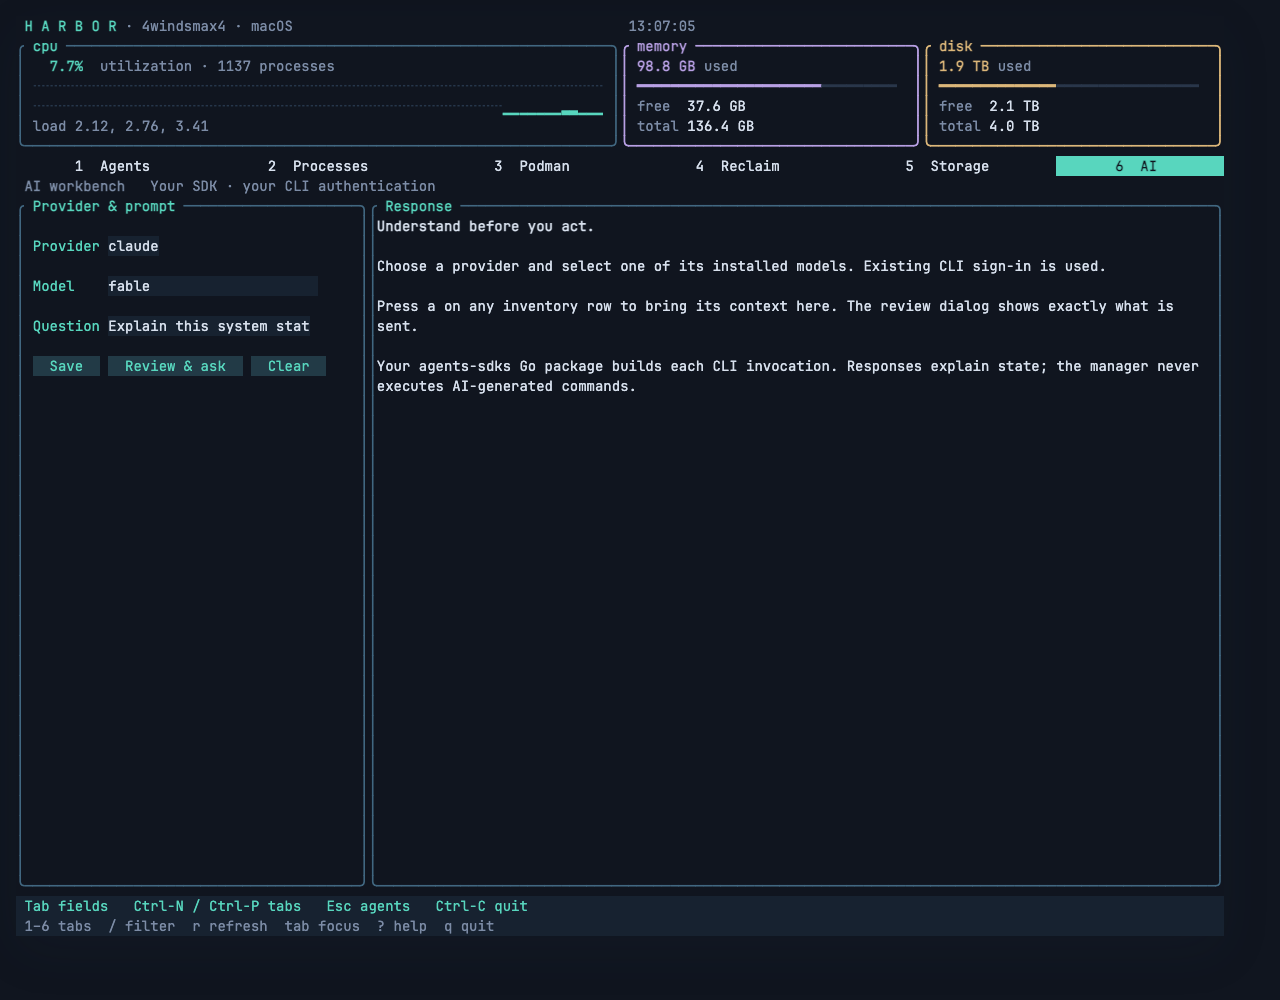 H A R B O R · 4windsmax4 · macOS 13:07:05
cpu memory disk
7.7% utilization · 1137 processes 98.8 GB used 1.9 TB used
free 37.6 GB free 2.1 TB
load 2.12, 2.76, 3.41 total 136.4 GB total 4.0 TB
1 Agents 2 Processes 3 Podman 4 Reclaim 5 Storage 6 AI
AI workbench Your SDK · your CLI authentication
Provider & prompt
Provider claude
Model fable
Question Explain this system stat
Save Review & ask Clear
Response
Understand before you act.
Choose a provider and select one of its installed models. Existing CLI sign-in is used.
Press a on any inventory row to bring its context here. The review dialog shows exactly what is
sent.
Your agents-sdks Go package builds each CLI invocation. Responses explain state; the manager never
executes AI-generated commands.
Tab fields Ctrl-N / Ctrl-P tabs Esc agents Ctrl-C quit
1–6 tabs / filter r refresh tab focus ? help q quit